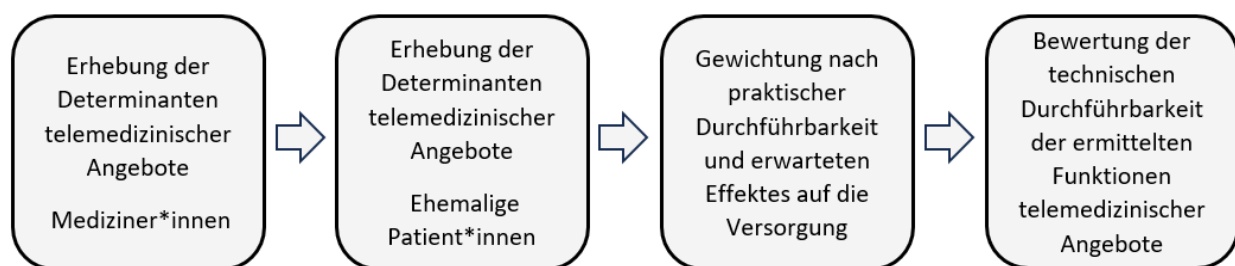 Erhebung der
Determinanten
telemedizinischer
Angebote
Mediziner*innen
Erhebung der
Determinanten
telemedizinischer
Angebote
Ehemalige
Patient*innen
Gewichtung nach
praktischer
Durchführbarkeit
und erwarteten
Effektes auf die
Versorgung
Bewertung der
technischen
Durchführbarkeit
der ermittelten
Funktionen
telemedizinischer
Angebote